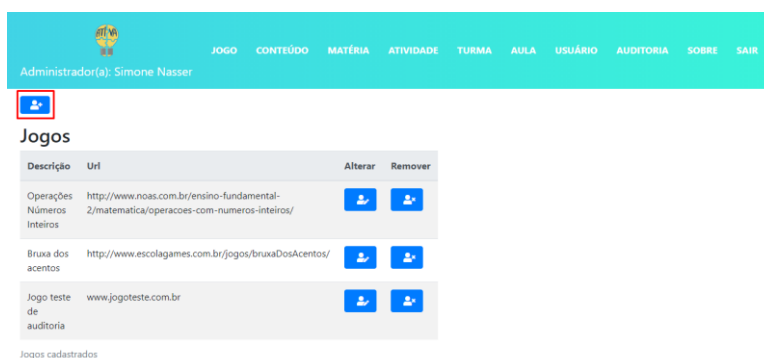 ATIVA
JOGO CONTEÚDO MATÉRIA ATIVIDADE TURMA AULA USUÁRIO AUDITORIA SOBRE SAIR
Administrador(a): Simone Nasser
Jogos
Descrição Url Alterar Remover
Operações http://www.noas.com.br/ensino-fundamental-
Números 2/matematica/operacoes-com-numeros-inteiros/
Inteiros
Bruxa dos http://www.escolagames.com.br/jogos/bruxaDosAcentos/
acentos
Jogo teste www.jogoteste.com.br
de
auditoria
Jogos cadastrados